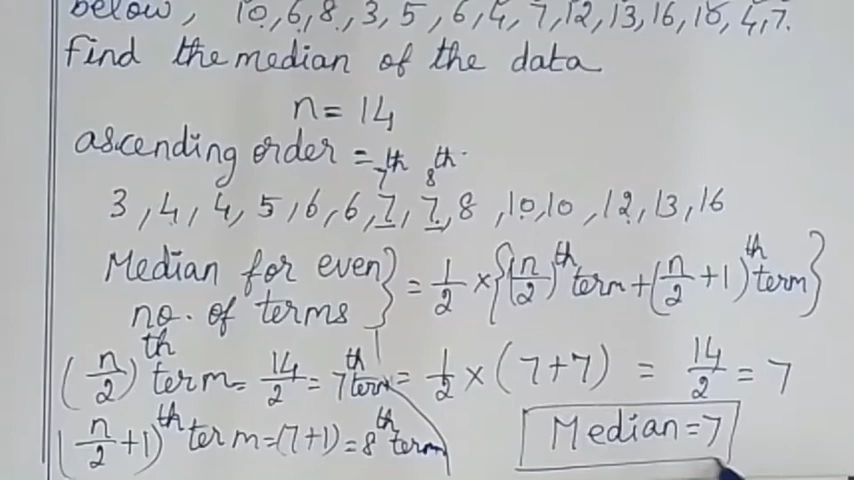 below, 10, 6, 8, 3, 5, 6, 4, 7, 12, 13, 16, 10, 4, 7.
find the median of the data
n = 14
ascending order =
7th 8th
3, 4, 4, 5, 6, 6, 7, 7, 8, 10, 10, 12, 13, 16
Median for even no. of terms } = 1/2 × {(n/2)th term + (n/2 + 1)th term}
(n/2)th term = 14/2 = 7th term = 1/2 × (7+7) = 14/2 = 7
(n/2 + 1)th term = (7+1) = 8th term
Median = 7